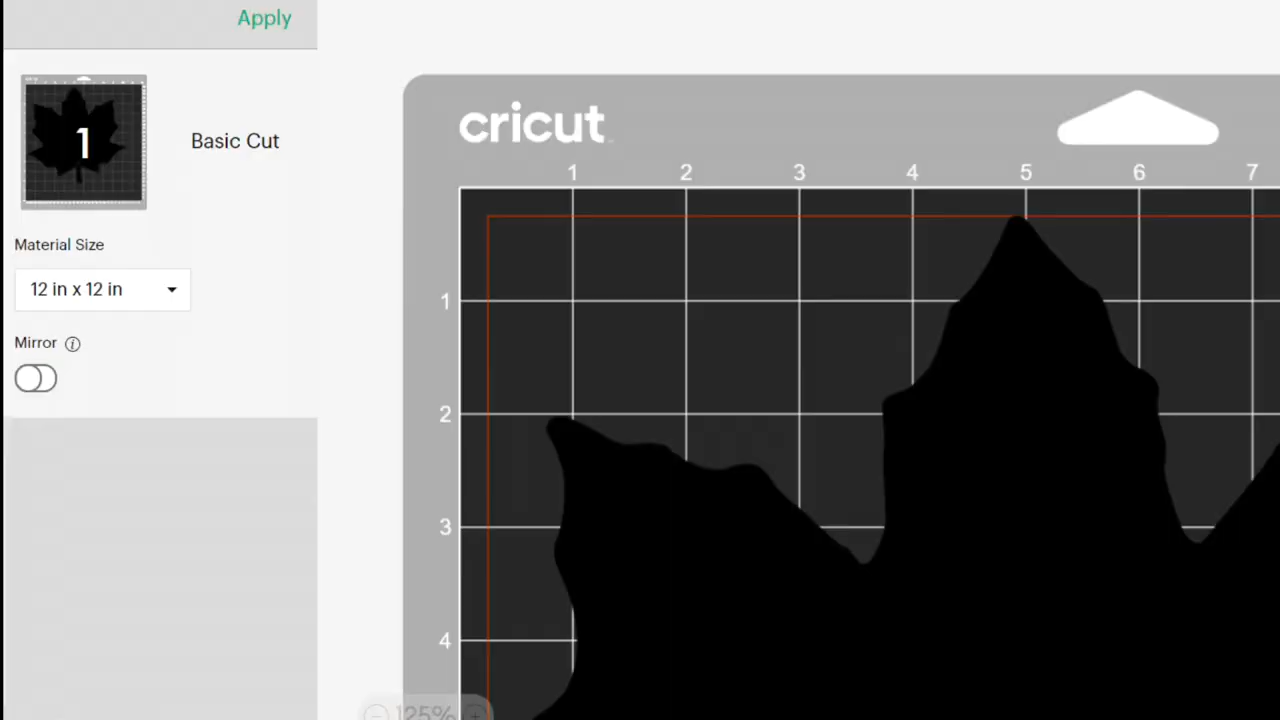 Apply
1
Basic Cut
Material Size
12 in x 12 in
Mirror
cricut
1 2 3 4 5 6 7
1
2
3
4
125%